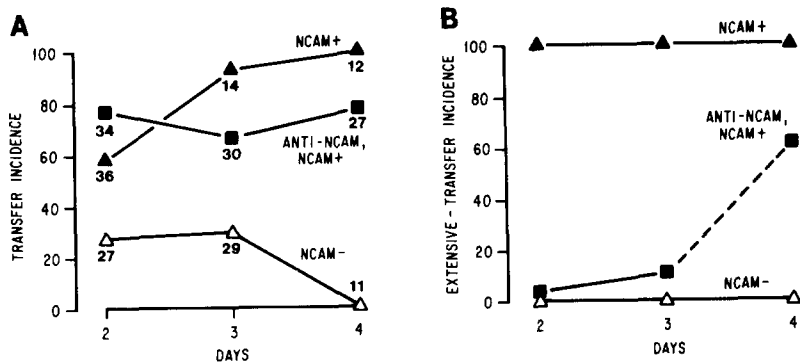 A
TRANSFER INCIDENCE
100
80
60
40
20
0
NCAM+
14
12
34
36
30
27
ANTI-NCAM,
NCAM+
27
29
NCAM-
11
2
3
4
DAYS
B
EXTENSIVE - TRANSFER INCIDENCE
100
80
60
40
20
0
NCAM+
ANTI-NCAM,
NCAM+
NCAM-
2
3
4
DAYS